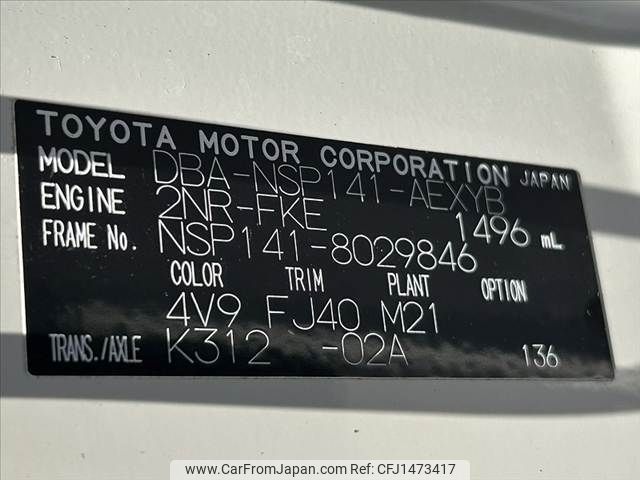 TOYOTA MOTOR CORPORATION JAPAN
MODEL DBA-NSP141-AEXYB
ENGINE 2NR-FKE 1496 mL
FRAME No. NSP141-8029846
COLOR TRIM PLANT OPTION
4V9 FJ40 M21
TRANS./AXLE K312 -02A 136
www.CarFromJapan.com CFJ1473417